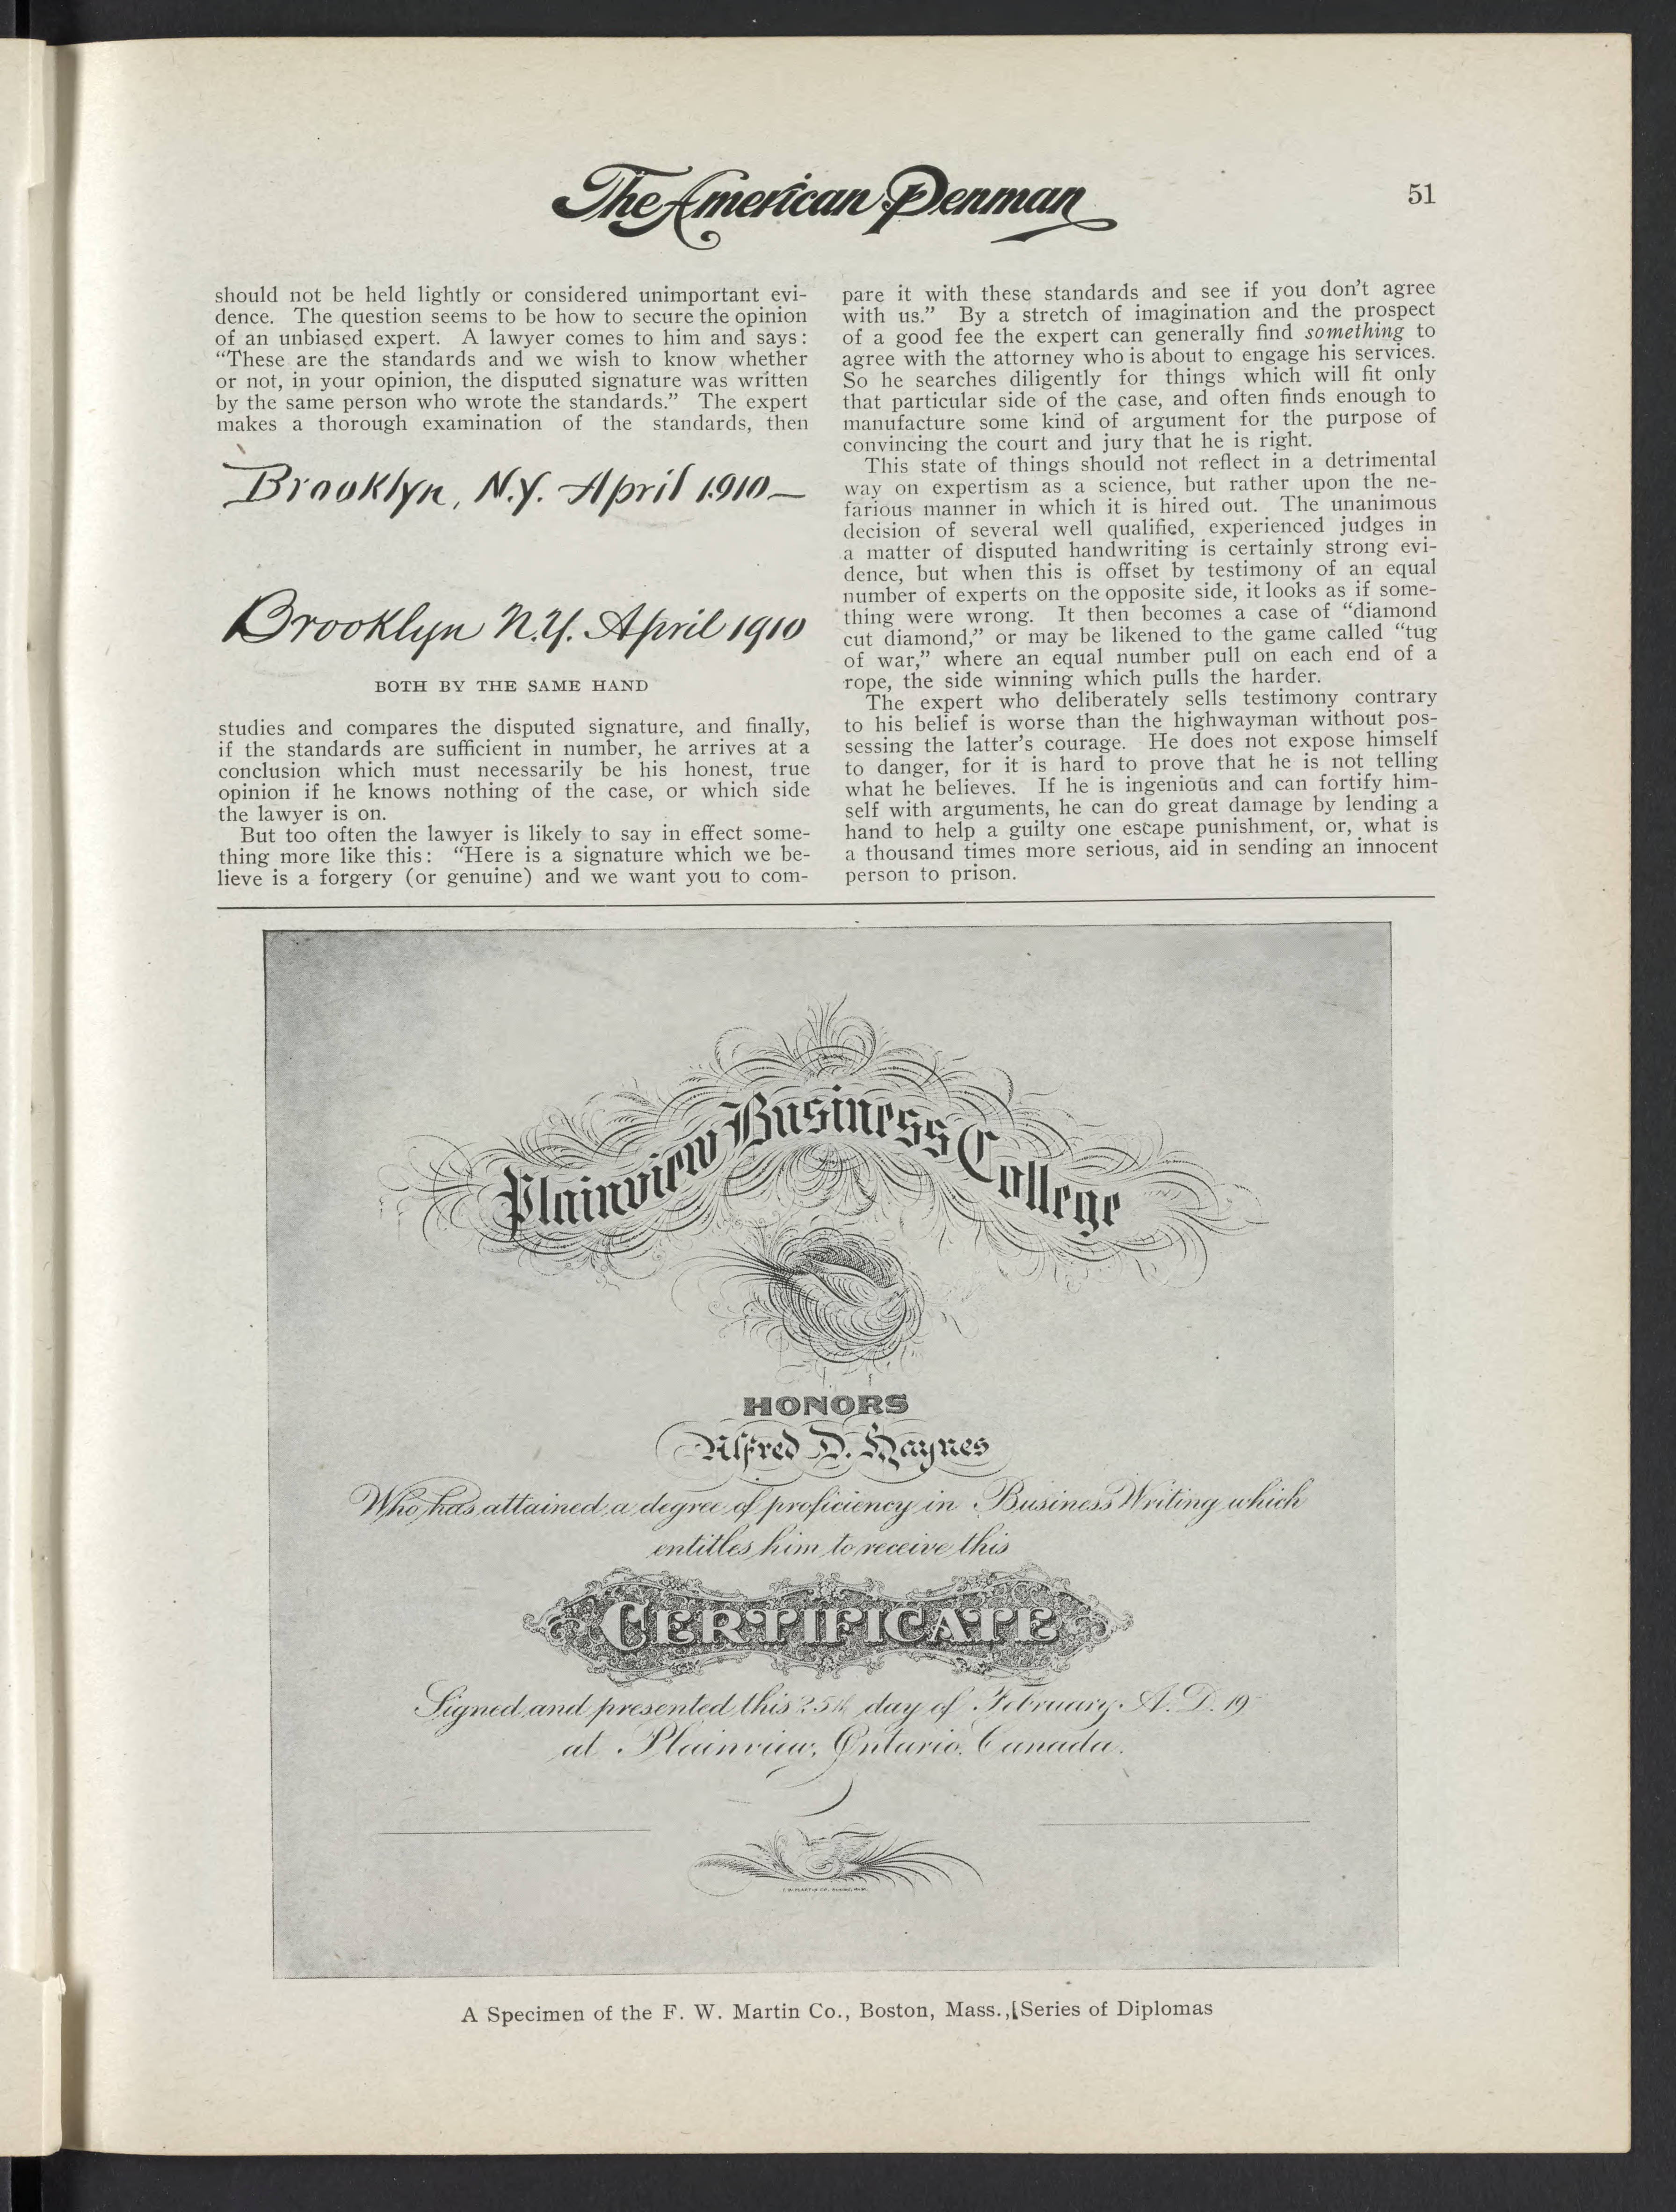 The American Penman
51
should not be held lightly or considered unimportant evi-
dence. The question seems to be how to secure the opinion
of an unbiased expert. A lawyer comes to him and says:
“These are the standards and we wish to know whether
or not, in your opinion, the disputed signature was written
by the same person who wrote the standards.” The expert
makes a thorough examination of the standards, then
Brooklyn, N.Y. April 1910—
Brooklyn N.Y. April 1910
BOTH BY THE SAME HAND
studies and compares the disputed signature, and finally,
if the standards are sufficient in number, he arrives at a
conclusion which must necessarily be his honest, true
opinion if he knows nothing of the case, or which side
the lawyer is on.
But too often the lawyer is likely to say in effect some-
thing more like this: “Here is a signature which we be-
lieve is a forgery (or genuine) and we want you to com-
pare it with these standards and see if you don’t agree
with us.” By a stretch of imagination and the prospect
of a good fee the expert can generally find something to
agree with the attorney who is about to engage his services.
So he searches diligently for things which will fit only
that particular side of the case, and often finds enough to
manufacture some kind of argument for the purpose of
convincing the court and jury that he is right.
This state of things should not reflect in a detrimental
way on expertism as a science, but rather upon the ne-
farious manner in which it is hired out. The unanimous
decision of several well qualified, experienced judges in
a matter of disputed handwriting is certainly strong evi-
dence, but when this is offset by testimony of an equal
number of experts on the opposite side, it looks as if some-
thing were wrong. It then becomes a case of “diamond
cut diamond,” or may be likened to the game called “tug
of war,” where an equal number pull on each end of a
rope, the side winning which pulls the harder.
The expert who deliberately sells testimony contrary
to his belief is worse than the highwayman without pos-
sessing the latter’s courage. He does not expose himself
to danger, for it is hard to prove that he is not telling
what he believes. If he is ingenious and can fortify him-
self with arguments, he can do great damage by lending a
hand to help a guilty one escape punishment, or, what is
a thousand times more serious, aid in sending an innocent
person to prison.
Plainview Business College
HONORS
Alfred D. Haynes
Who has attained a degree of proficiency in Business Writing which
entitles him to receive this
CERTIFICATE
Signed and presented this 25th day of February A. D. 19
at Plainview, Ontario, Canada.
A Specimen of the F. W. Martin Co., Boston, Mass., [Series of Diplomas